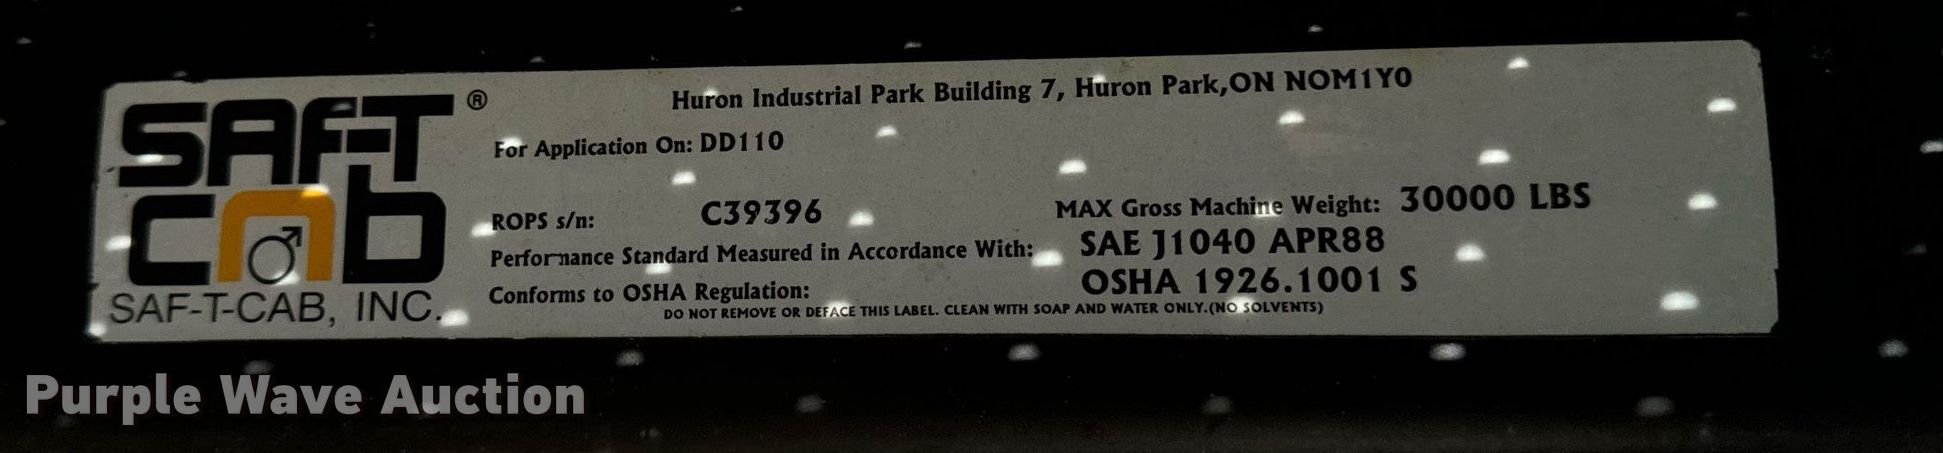 SAF-T
cab
®
SAF-T-CAB, INC.
Huron Industrial Park Building 7, Huron Park,ON NOM1Y0
For Application On: DD110
ROPS s/n: C39396 MAX Gross Machine Weight: 30000 LBS
Performance Standard Measured in Accordance With: SAE J1040 APR88
Conforms to OSHA Regulation: OSHA 1926.1001 S
DO NOT REMOVE OR DEFACE THIS LABEL. CLEAN WITH SOAP AND WATER ONLY.(NO SOLVENTS)
Purple Wave Auction